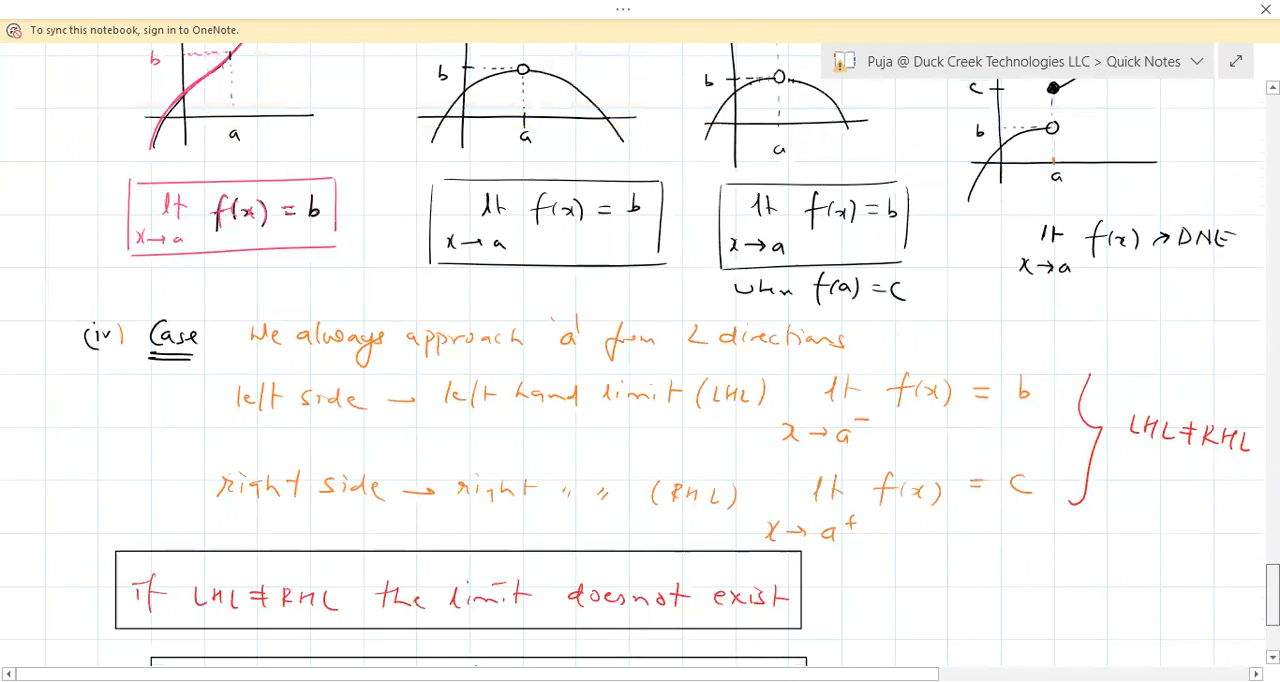 To sync this notebook, sign in to OneNote.
Puja @ Duck Creek Technologies LLC > Quick Notes
b
a
b
a
b
a
c
b
a
lt f(x) = b
x→a
lt f(x) = b
x→a
lt f(x) = b
x→a
when f(a) = c
lt f(x) → DNE
x→a
(iv) Case We always approach 'a' from 2 directions
left side → left hand limit (LHL) lt f(x) = b
x→a⁻
LHL ≠ RHL
right side → right " " (RHL) lt f(x) = c
x→a⁺
If LHL ≠ RHL the limit doesnot exist